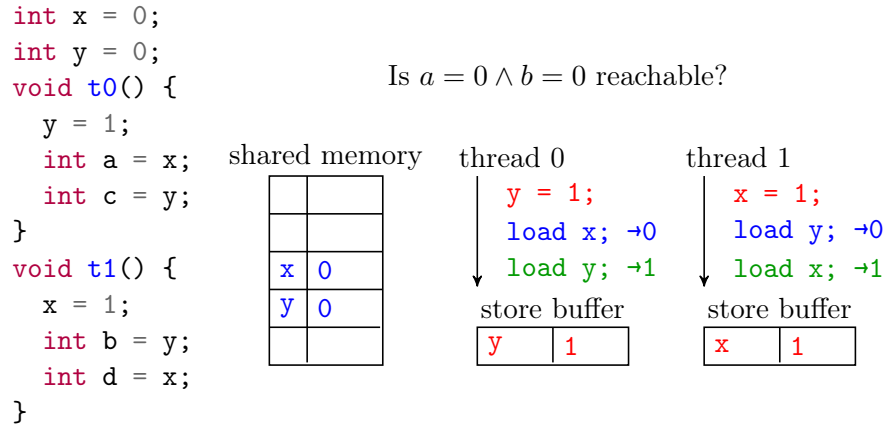 int x = 0;
int y = 0;
void t0() {
  y = 1;
  int a = x;
  int c = y;
}
void t1() {
  x = 1;
  int b = y;
  int d = x;
}
Is a = 0 ∧ b = 0 reachable?
shared memory
x 0
y 0
thread 0
y = 1;
load x; →0
load y; →1
store buffer
y 1
thread 1
x = 1;
load y; →0
load x; →1
store buffer
x 1